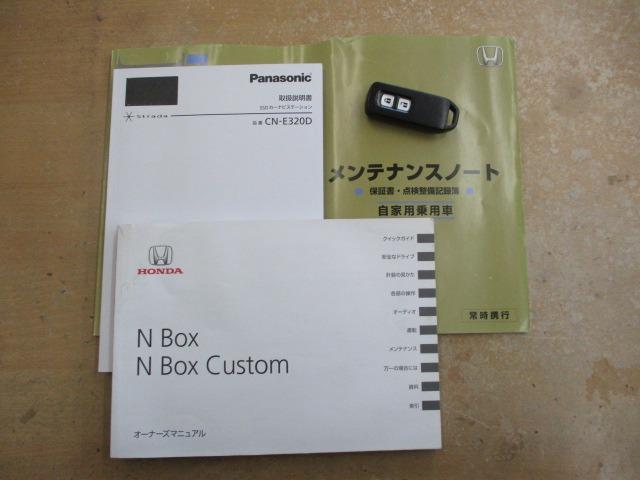 Panasonic
取扱説明書
SSDカーナビステーション
品番 CN-E320D
strada
メンテナンスノート
保証書・点検整備記録簿
自家用乗用車
常時携行
HONDA
N Box
N Box Custom
オーナーズマニュアル
クイックガイド
安全なドライブ
計器の見かた
各部の操作
オーディオ
運転
メンテナンス
万一の場合には
資料
索引